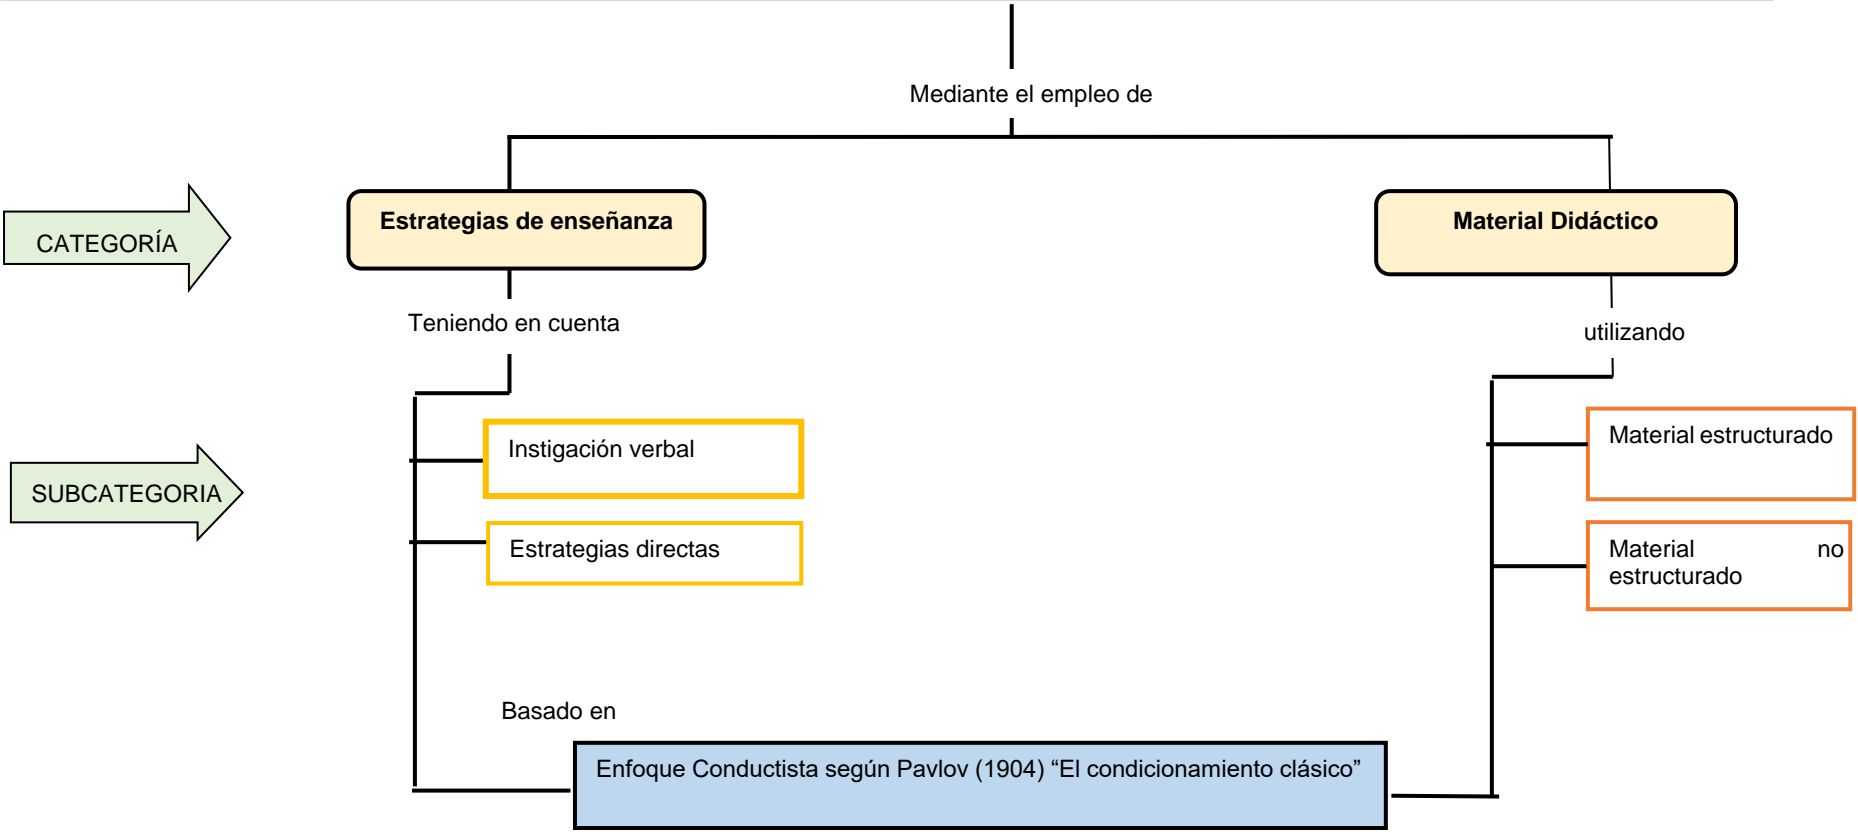 Mediante el empleo de
CATEGORÍA
Estrategias de enseñanza
Material Didáctico
Teniendo en cuenta
utilizando
SUBCATEGORIA
Instigación verbal
Material estructurado
Estrategias directas
Material no
estructurado
Basado en
Enfoque Conductista según Pavlov (1904) “El condicionamiento clásico”